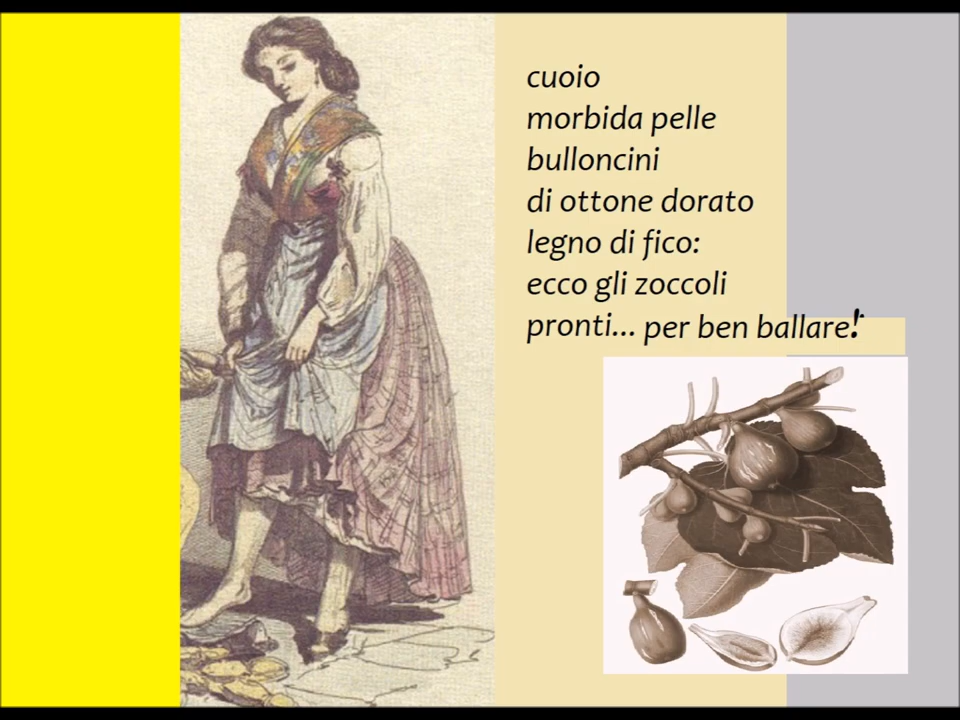 cuoio
morbida pelle
bulloncini
di ottone dorato
legno di fico:
ecco gli zoccoli
pronti... per ben ballare!